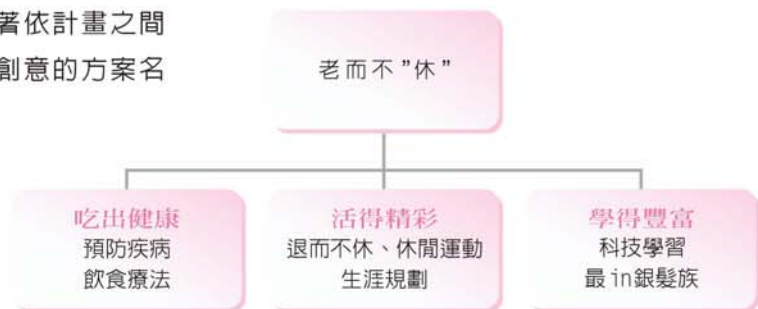 著依計畫之間
創意的方案名
老而不”休”
吃出健康
預防疾病
飲食療法
活得精彩
退而不休、休閒運動
生涯規劃
學得豐富
科技學習
最in銀髮族